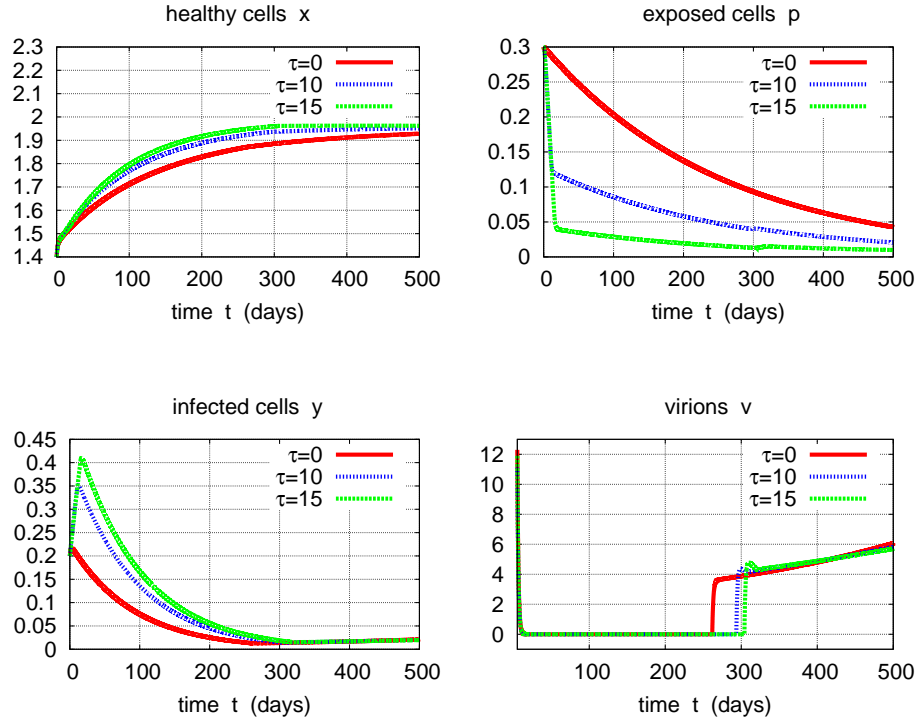 healthy cells x
2.3
2.2
2.1
2
1.9
1.8
1.7
1.6
1.5
1.4
τ=0
τ=10
τ=15
0 100 200 300 400 500
time t (days)
exposed cells p
0.3
0.25
0.2
0.15
0.1
0.05
0
τ=0
τ=10
τ=15
0 100 200 300 400 500
time t (days)
infected cells y
0.45
0.4
0.35
0.3
0.25
0.2
0.15
0.1
0.05
0
τ=0
τ=10
τ=15
0 100 200 300 400 500
time t (days)
virions v
12
10
8
6
4
2
0
τ=0
τ=10
τ=15
100 200 300 400 500
time t (days)